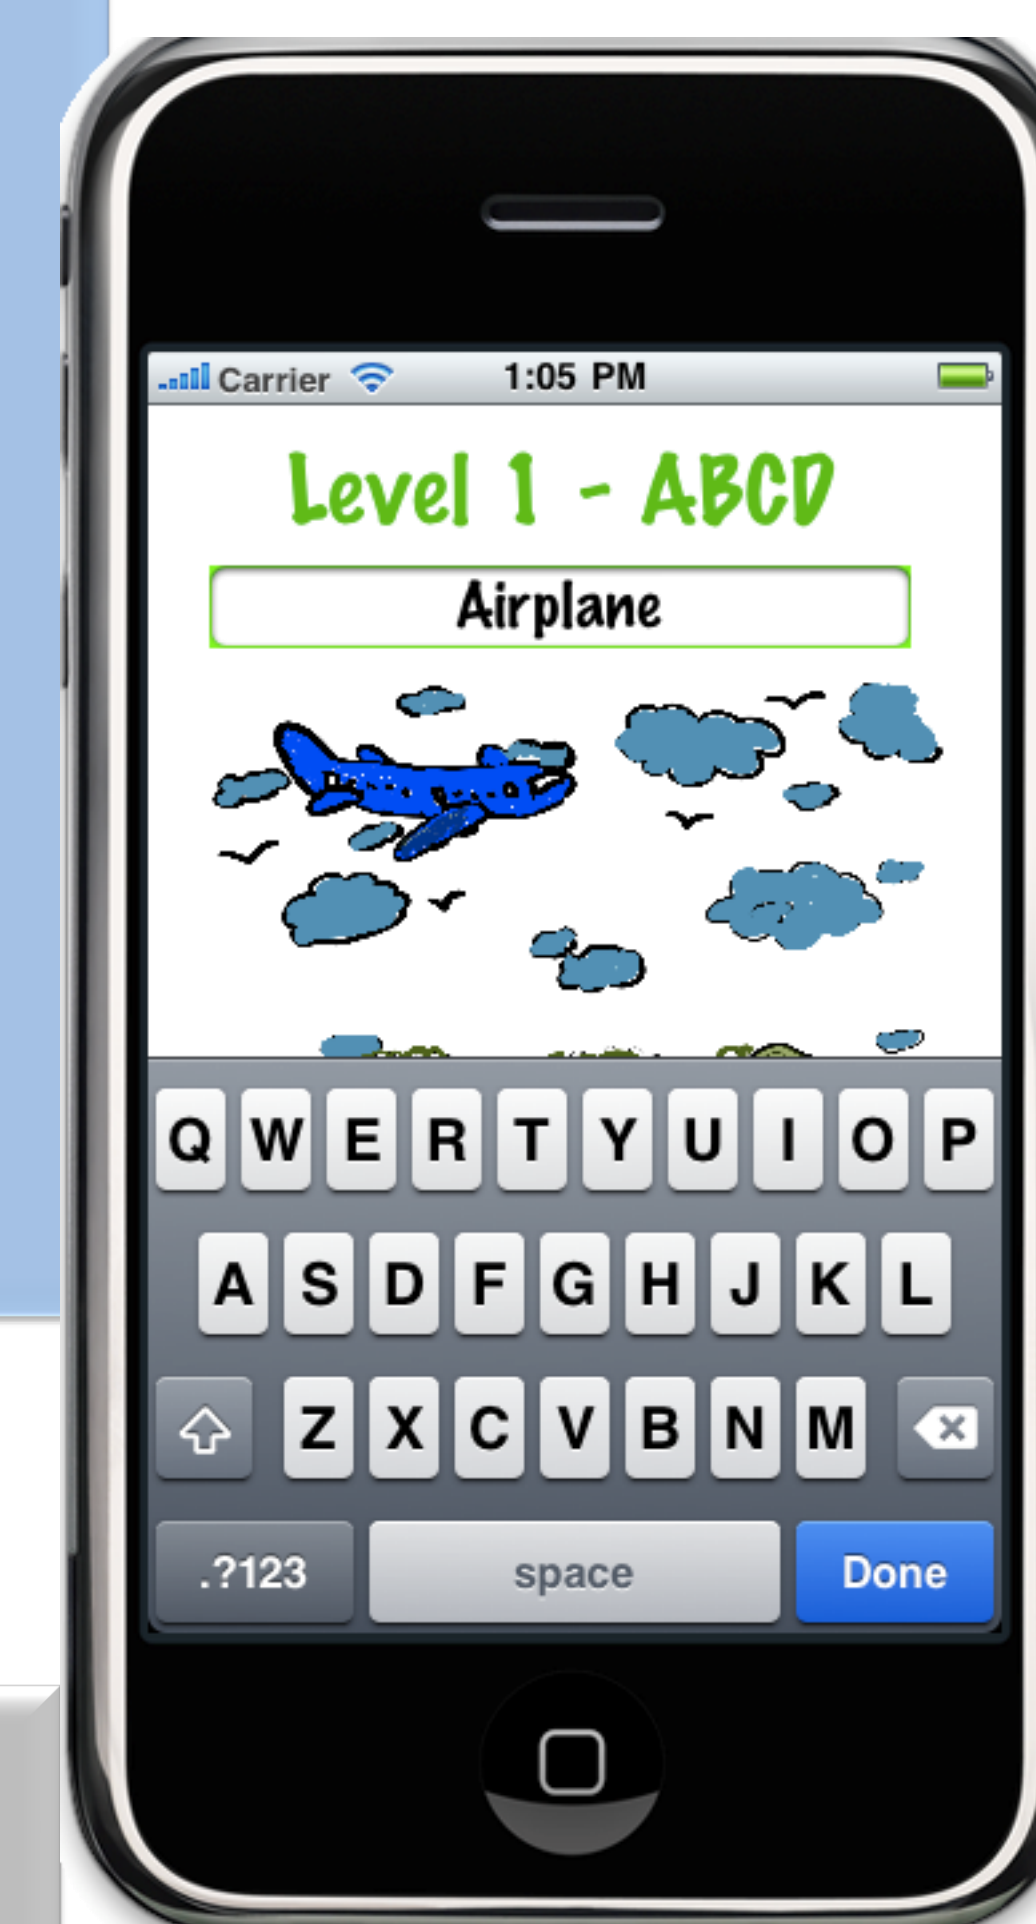 Carrier 1:05 PM
Level 1 - ABCD
Airplane
Q W E R T Y U I O P
A S D F G H J K L
Z X C V B N M
.?123 space Done